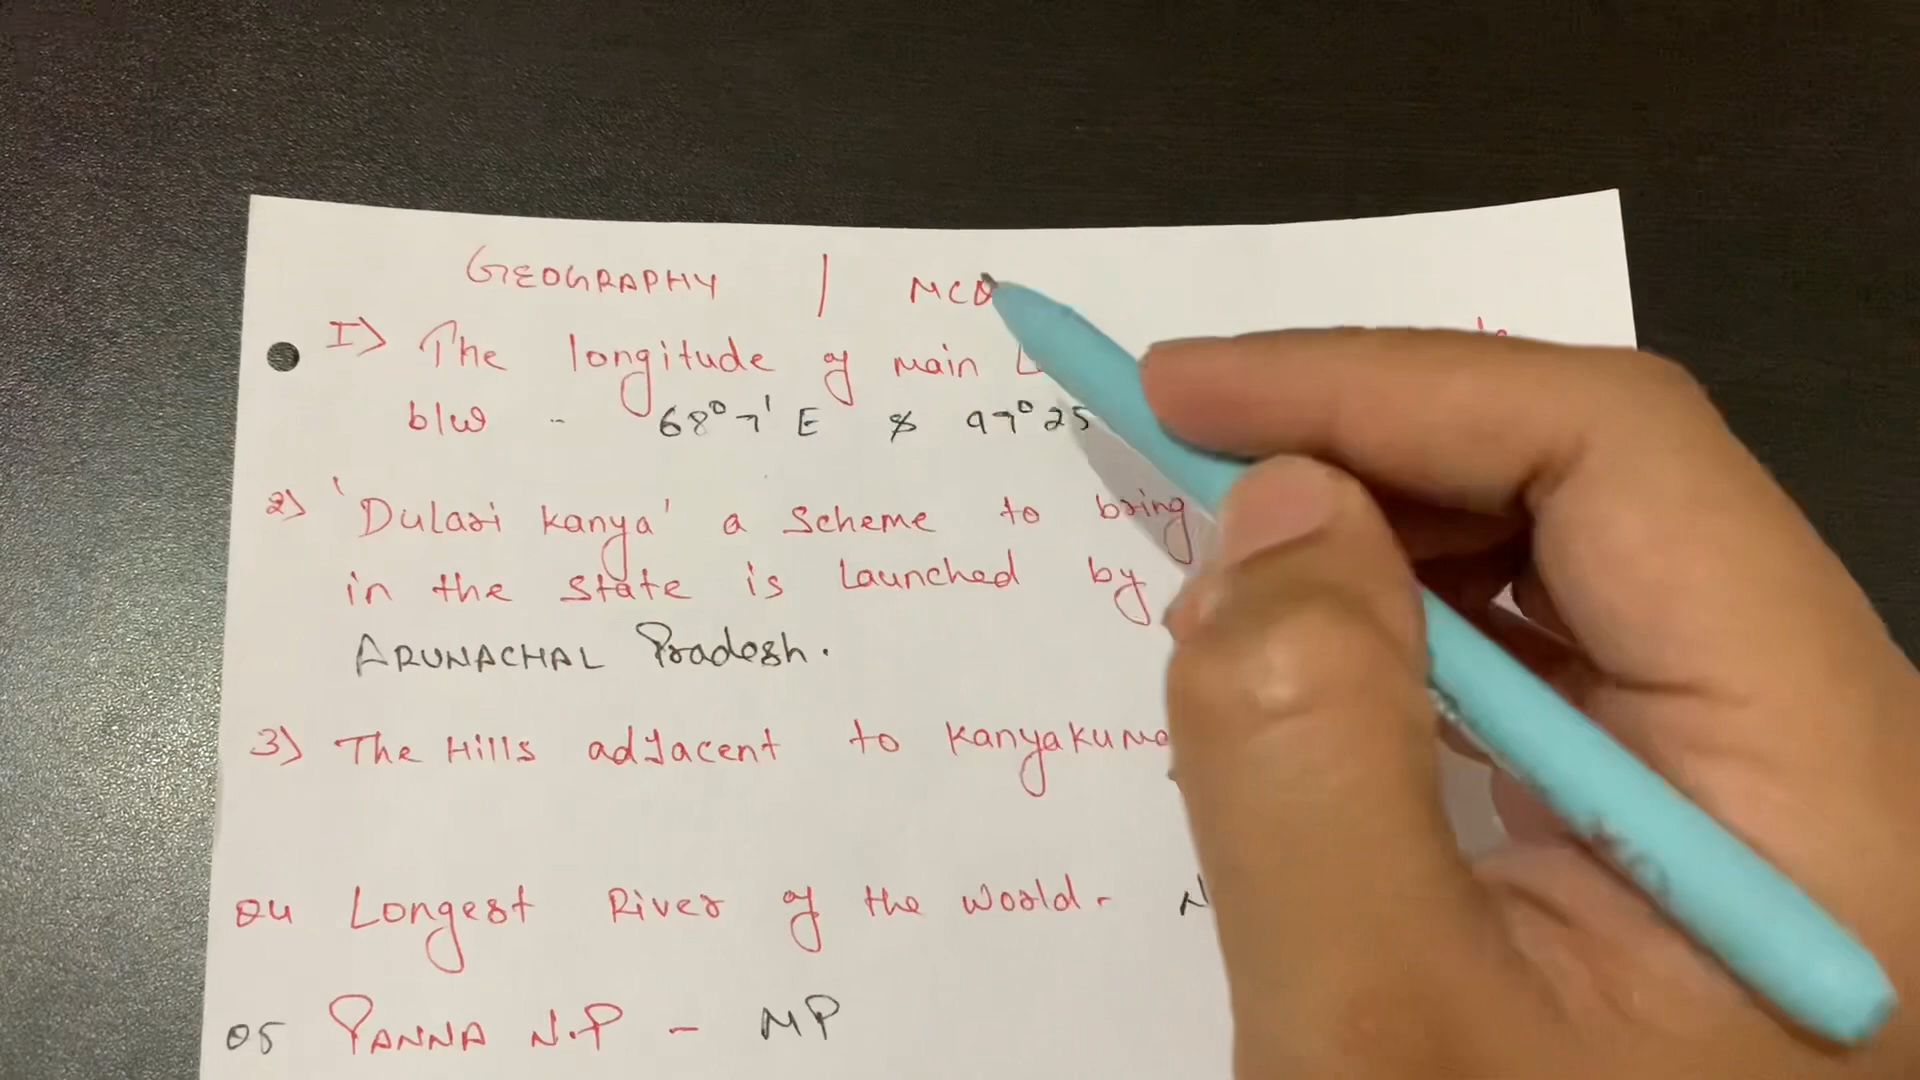 GEOGRAPHY | MCQ
1) The longitude of main
b/w - 68°7' E & 97°25
2) 'Dulari kanya' a scheme to bring
in the state is Launched by
ARUNACHAL Pradesh.
3) The Hills adjacent to
04 Longest River of the world -
05 PANNA N.P - MP